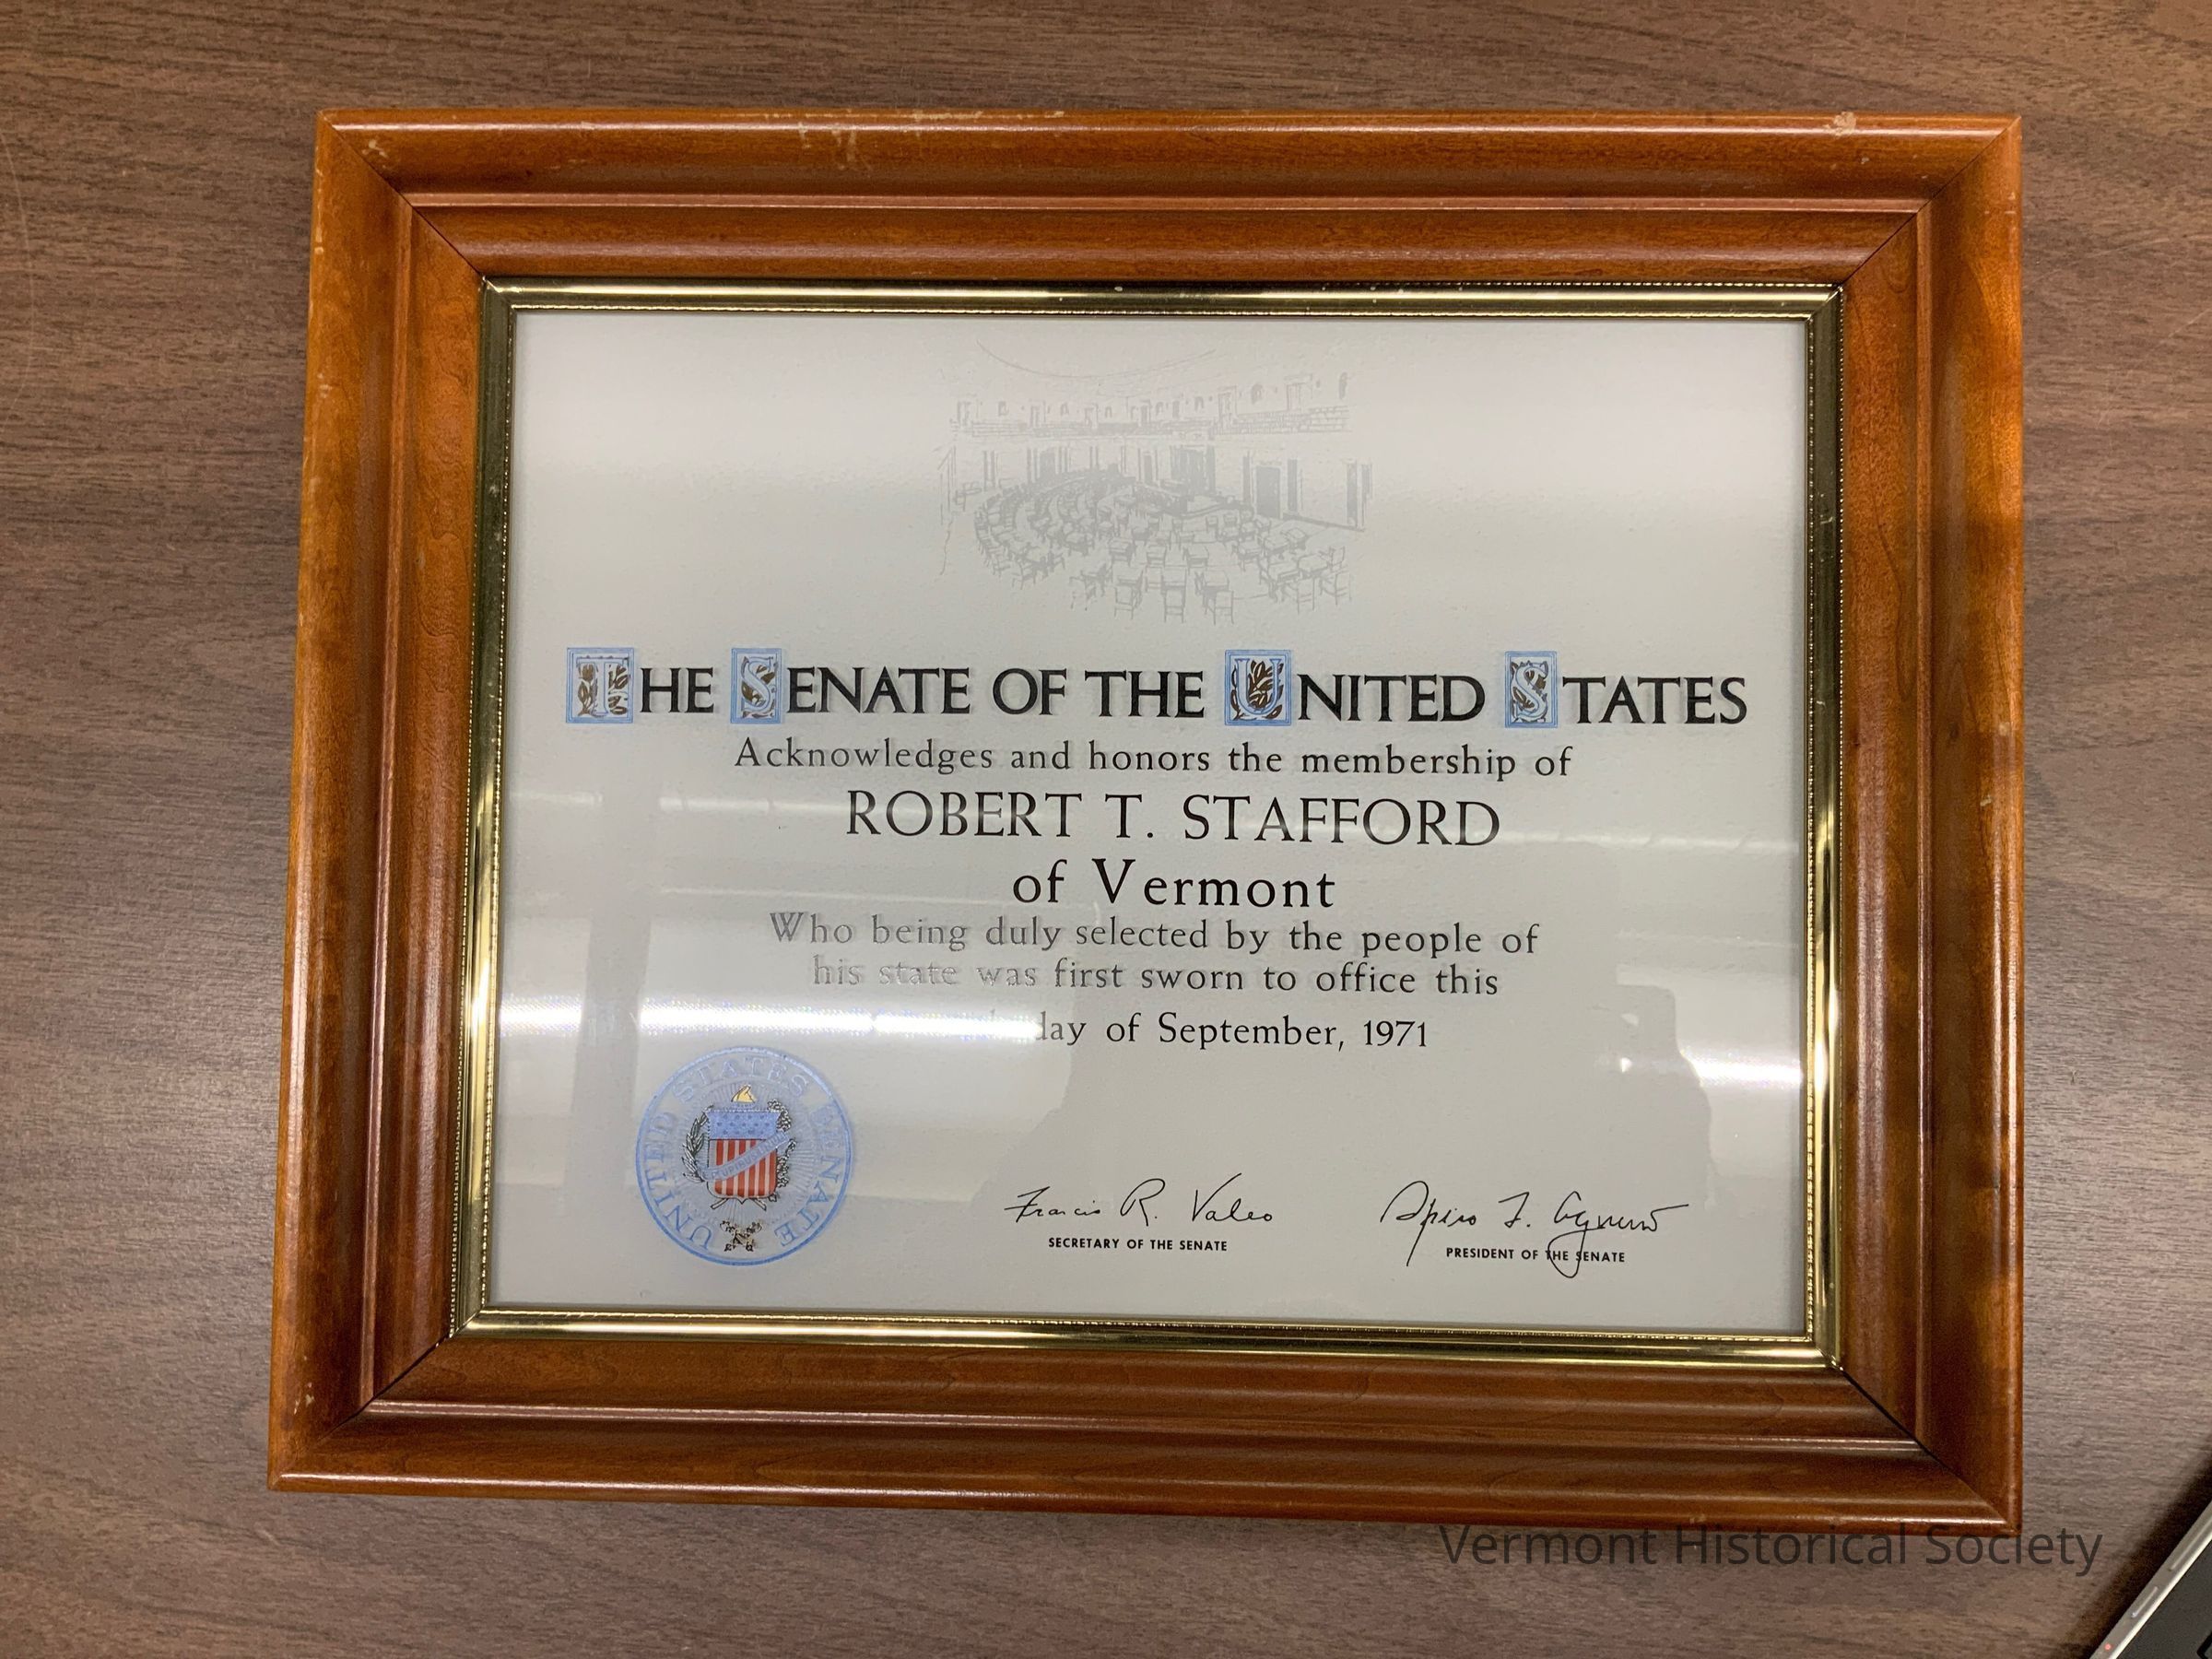 THE SENATE OF THE UNITED STATES
Acknowledges and honors the membership of
ROBERT T. STAFFORD
of Vermont
Who being duly selected by the people of
his state was first sworn to office this
day of September, 1971
UNITED STATES SENATE
Francis R. Valeo
SECRETARY OF THE SENATE
Spiro T. Agnew
PRESIDENT OF THE SENATE
Vermont Historical Society